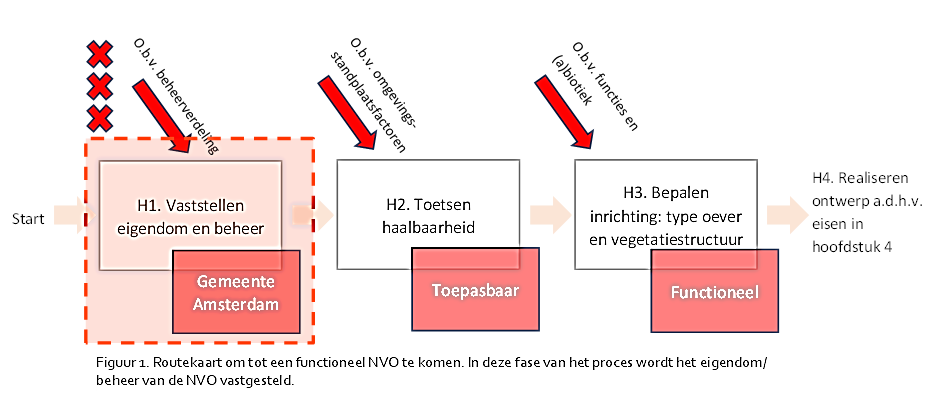 O.b.v. beheerverdeling
O.b.v. omgevings-
standplaatsfactoren
O.b.v. functies en
(a)biotiek
Start
H1. Vaststellen
eigendom en beheer
Gemeente
Amsterdam
H2. Toetsen
haalbaarheid
Toepasbaar
H3. Bepalen
inrichting: type oever
en vegetatiestructuur
Functioneel
H4. Realiseren
ontwerp a.d.h.v.
eisen in
hoofdstuk 4
Figuur 1. Routekaart om tot een functioneel NVO te komen. In deze fase van het proces wordt het eigendom/
beheer van de NVO vastgesteld.